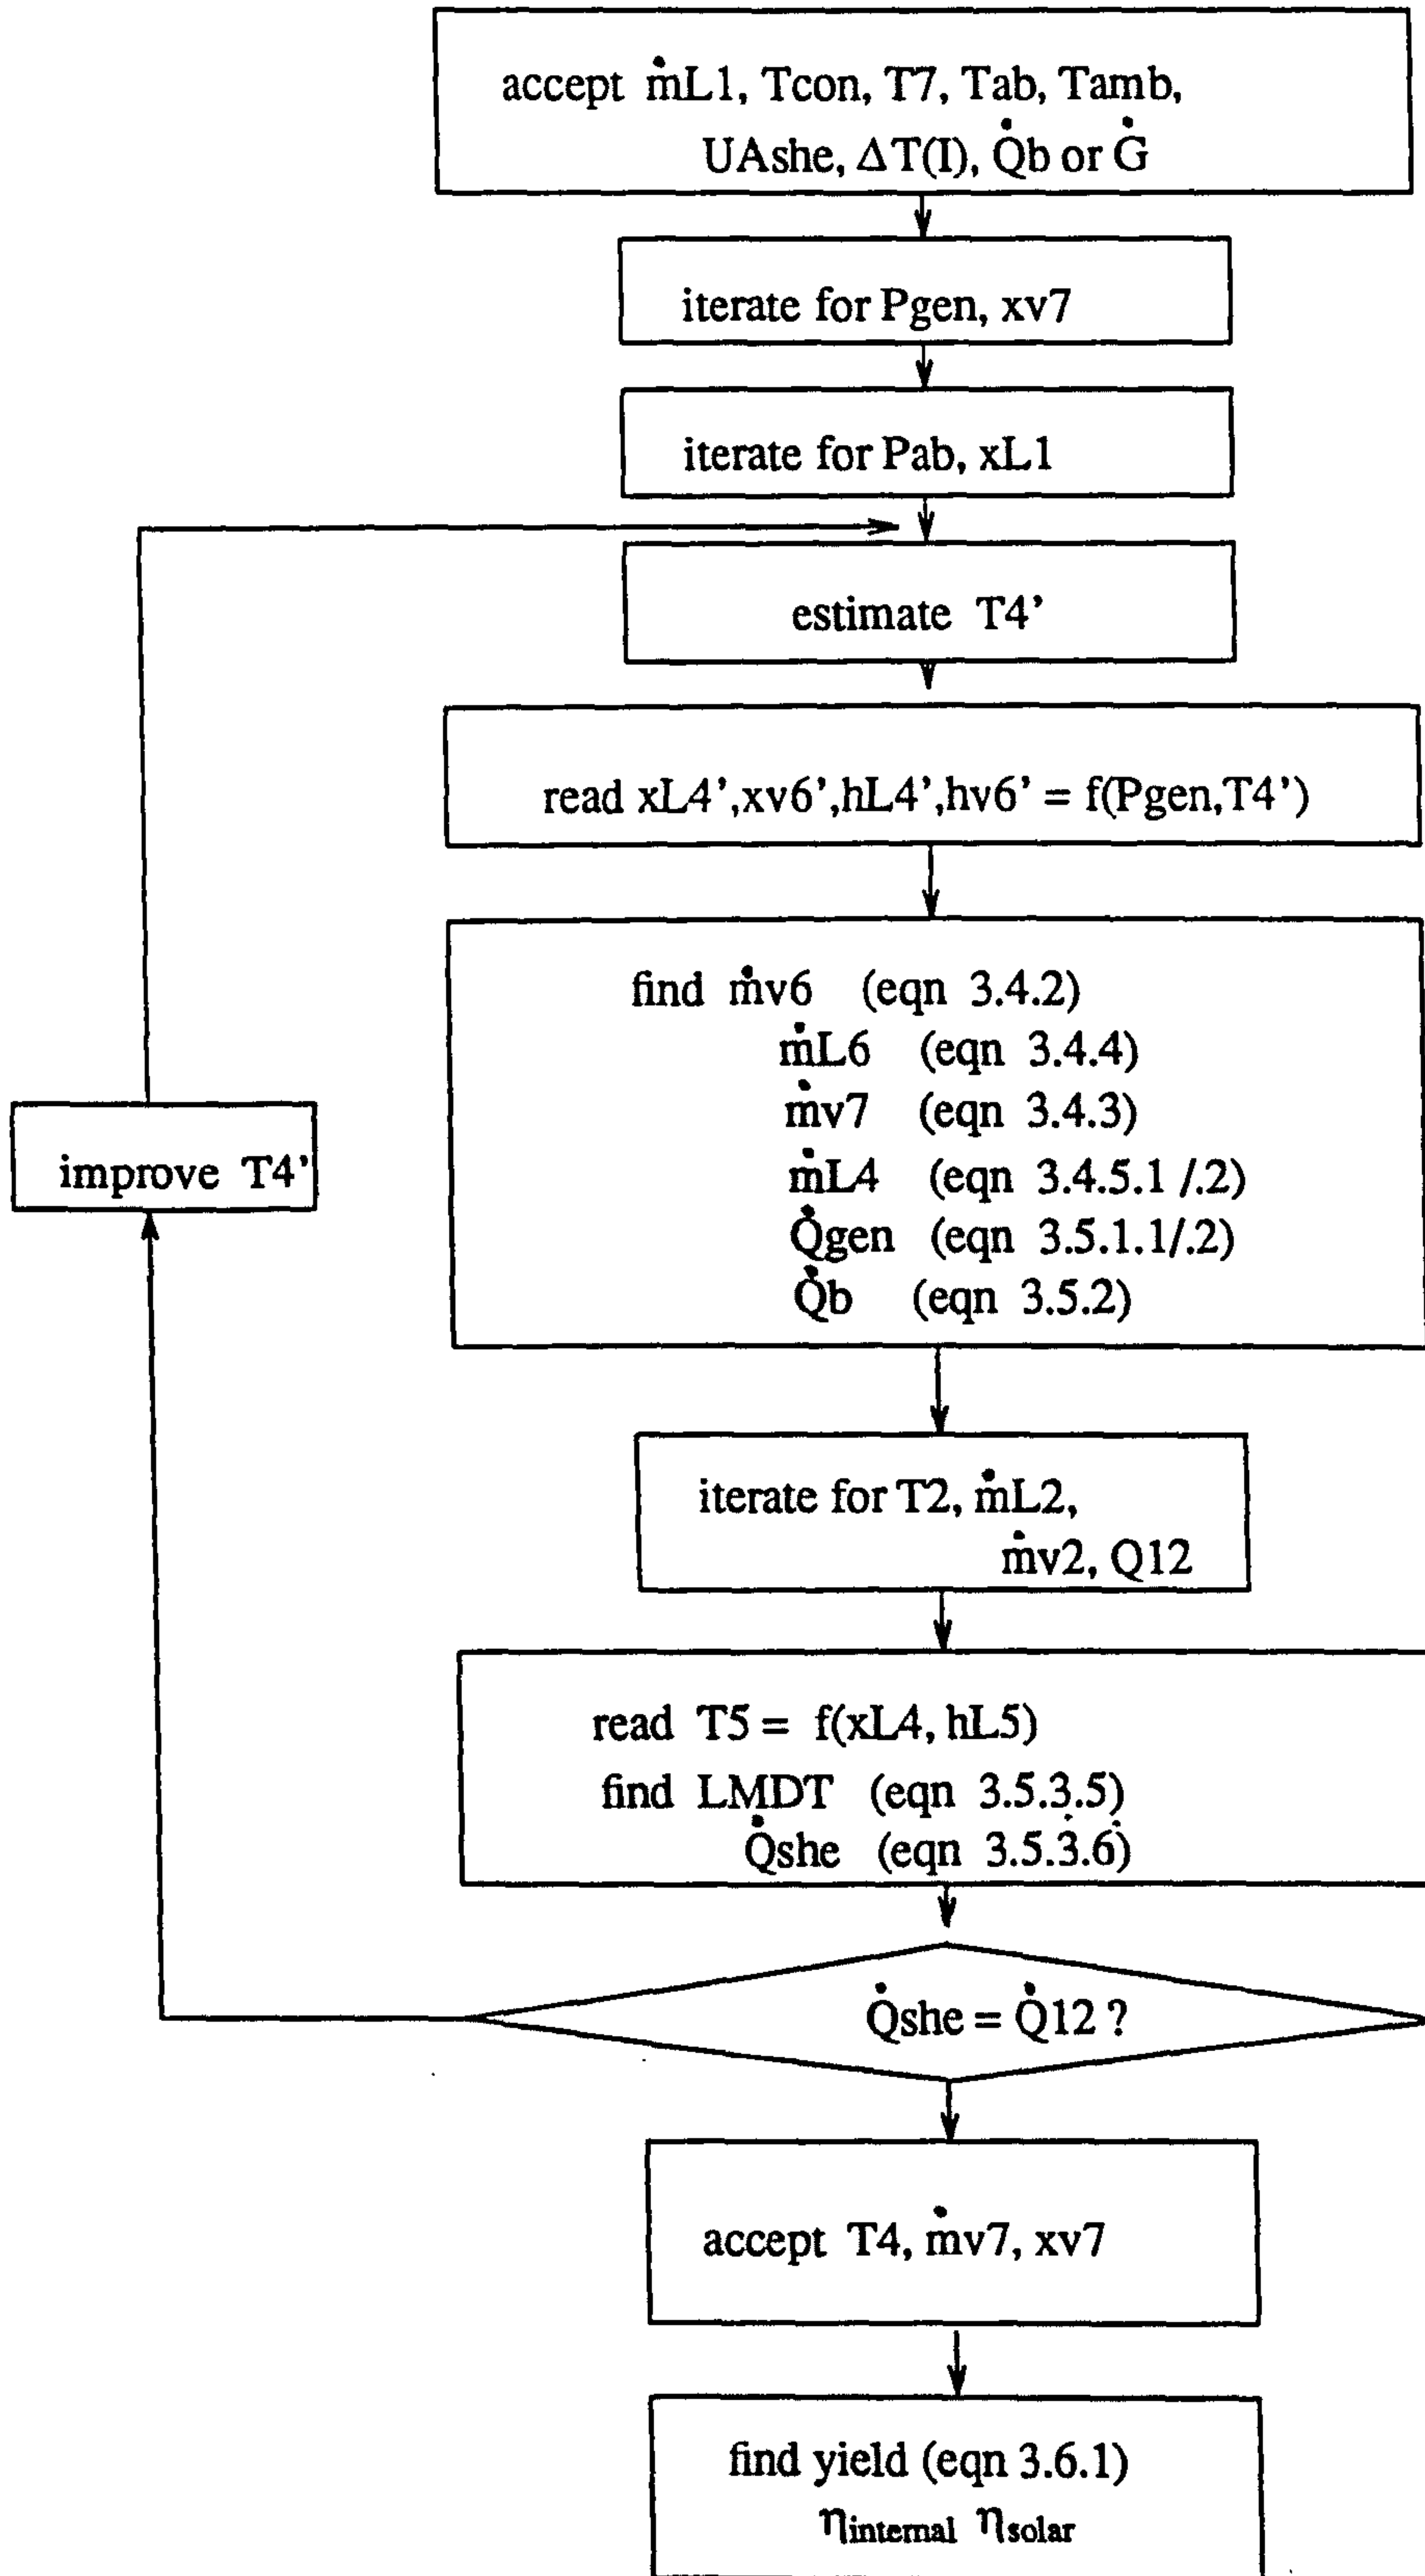 accept ṁL1, Tcon, T7, Tab, Tamb,
UAshe, ΔT(I), Q̇b or Ġ
iterate for Pgen, xv7
iterate for Pab, xL1
estimate T4'
read xL4',xv6',hL4',hv6' = f(Pgen,T4')
find ṁv6 (eqn 3.4.2)
ṁL6 (eqn 3.4.4)
ṁv7 (eqn 3.4.3)
ṁL4 (eqn 3.4.5.1 /.2)
Q̇gen (eqn 3.5.1.1/.2)
Q̇b (eqn 3.5.2)
improve T4'
iterate for T2, ṁL2,
ṁv2, Q12
read T5 = f(xL4, hL5)
find LMDT (eqn 3.5.3.5)
Q̇she (eqn 3.5.3.6)
Q̇she = Q̇12 ?
accept T4, ṁv7, xv7
find yield (eqn 3.6.1)
ηinternal ηsolar